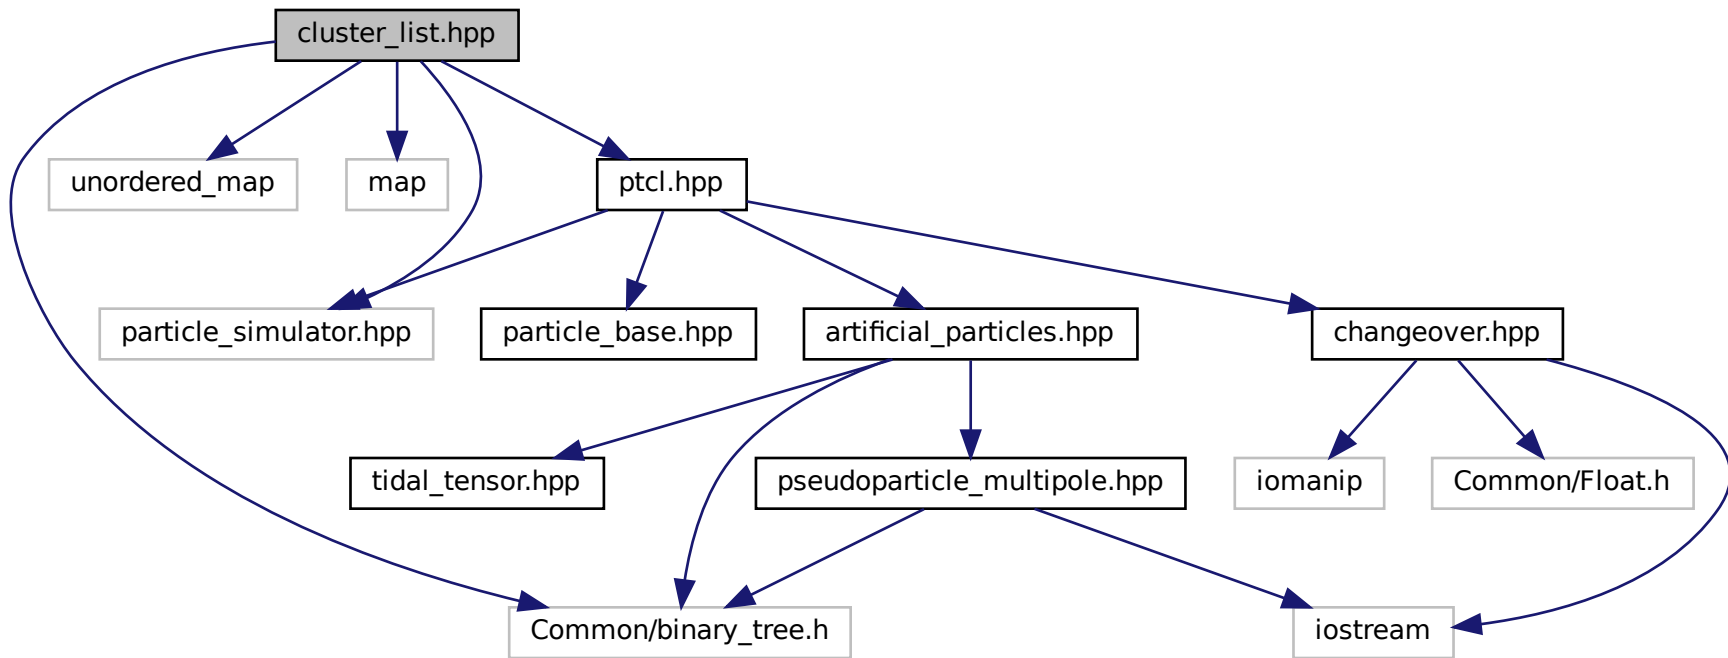 cluster_list.hpp
unordered_map
map
ptcl.hpp
particle_simulator.hpp
particle_base.hpp
artificial_particles.hpp
changeover.hpp
tidal_tensor.hpp
pseudoparticle_multipole.hpp
iomanip
Common/Float.h
Common/binary_tree.h
iostream